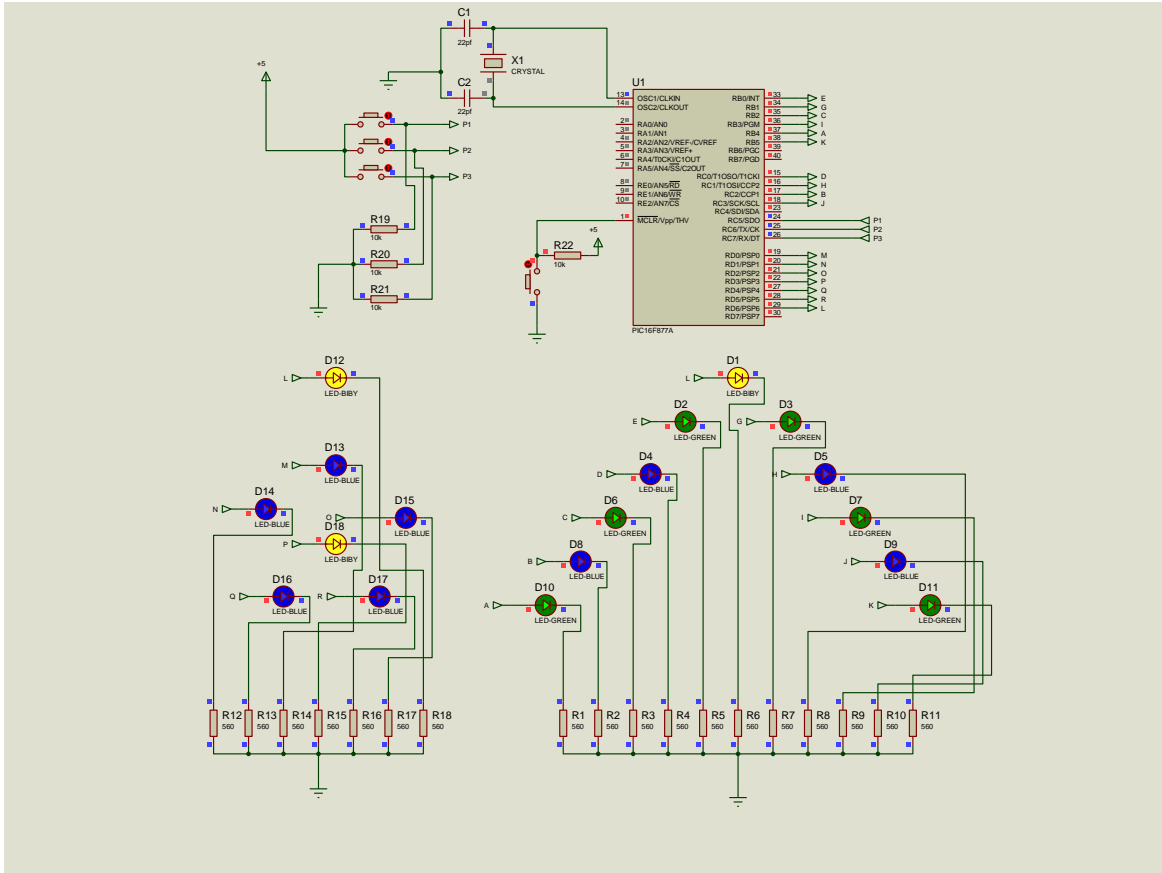 C1
22pf
X1
CRYSTAL
C2
22pf
+5
P1
P2
P3
R19
10k
R20
10k
R21
10k
+5
R22
10k
U1
13 OSC1/CLKIN
14 OSC2/CLKOUT
2 RA0/AN0
3 RA1/AN1
4 RA2/AN2/VREF-/CVREF
5 RA3/AN3/VREF+
6 RA4/T0CKI/C1OUT
7 RA5/AN4/SS/C2OUT
8 RE0/AN5/RD
9 RE1/AN6/WR
10 RE2/AN7/CS
1 MCLR/Vpp/THV
RB0/INT 33 E
RB1 34 G
RB2 35 C
RB3/PGM 36 I
RB4 37 A
RB5 38 K
RB6/PGC 39
RB7/PGD 40
RC0/T1OSO/T1CKI 15 D
RC1/T1OSI/CCP2 16 H
RC2/CCP1 17 B
RC3/SCK/SCL 18 J
RC4/SDI/SDA 23
RC5/SDO 24 P1
RC6/TX/CK 25 P2
RC7/RX/DT 26 P3
RD0/PSP0 19 M
RD1/PSP1 20 N
RD2/PSP2 21 O
RD3/PSP3 22 P
RD4/PSP4 27 Q
RD5/PSP5 28 R
RD6/PSP6 29 L
RD7/PSP7 30
PIC16F877A
D12
L
LED-BIBY
D13
M
LED-BLUE
D14
N
LED-BLUE
D15
O
LED-BLUE
D18
P
LED-BIBY
D16
Q
LED-BLUE
D17
R
LED-BLUE
R12 560
R13 560
R14 560
R15 560
R16 560
R17 560
R18 560
D1
L
LED-BIBY
D2
E
LED-GREEN
D3
G
LED-GREEN
D4
D
LED-BLUE
D5
H
LED-BLUE
D6
C
LED-GREEN
D7
I
LED-GREEN
D8
B
LED-BLUE
D9
J
LED-BLUE
D10
A
LED-GREEN
D11
K
LED-GREEN
R1 560
R2 560
R3 560
R4 560
R5 560
R6 560
R7 560
R8 560
R9 560
R10 560
R11 560